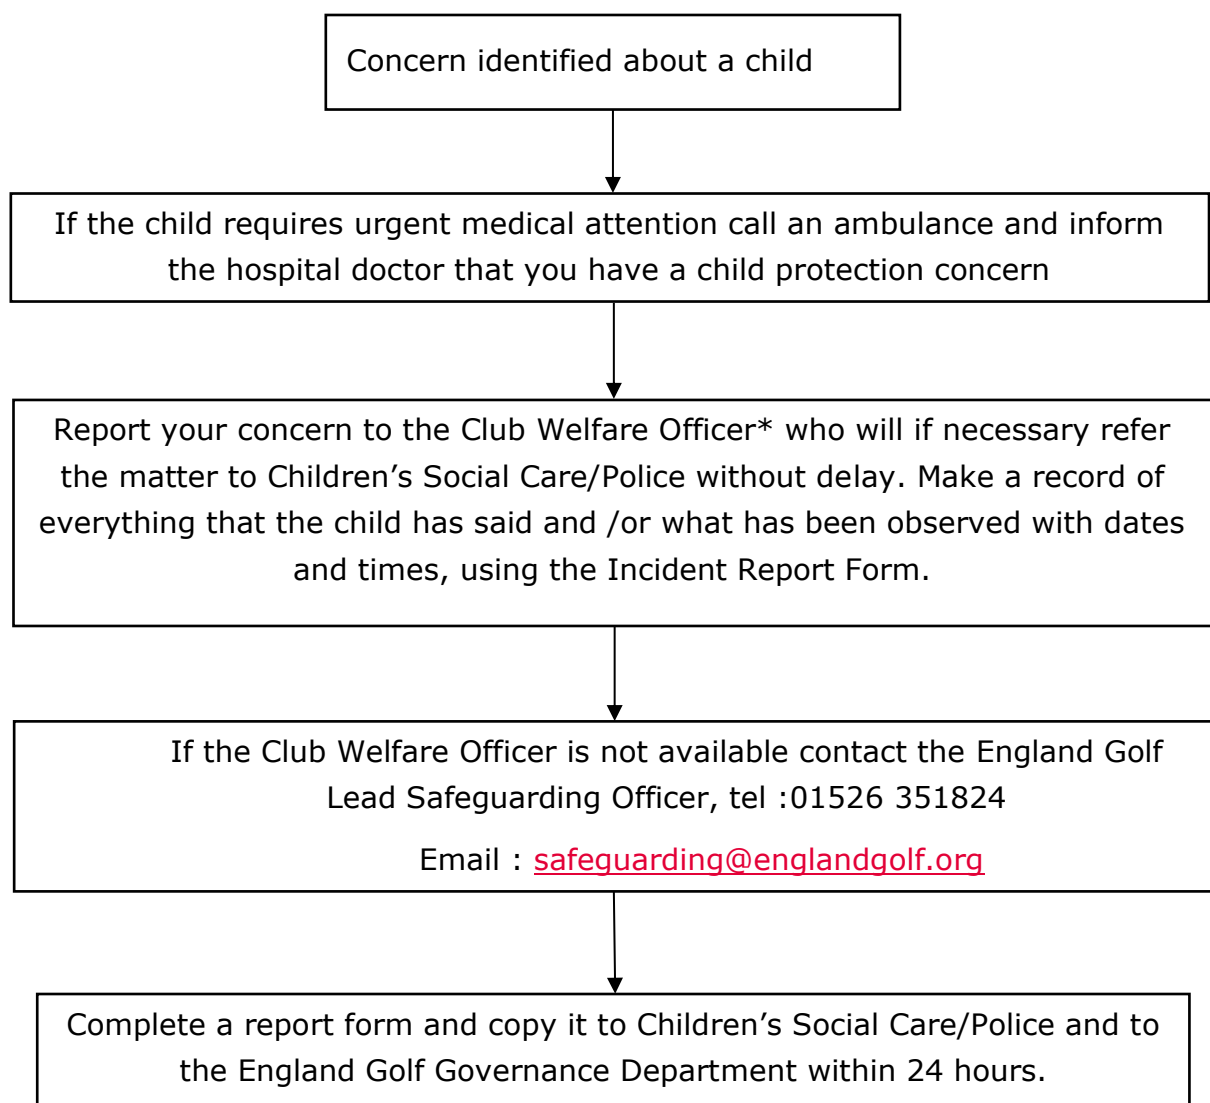 Concern identified about a child
If the child requires urgent medical attention call an ambulance and inform
the hospital doctor that you have a child protection concern
Report your concern to the Club Welfare Officer* who will if necessary refer
the matter to Children’s Social Care/Police without delay. Make a record of
everything that the child has said and /or what has been observed with dates
and times, using the Incident Report Form.
If the Club Welfare Officer is not available contact the England Golf
Lead Safeguarding Officer, tel :01526 351824
Email : safeguarding@englandgolf.org
Complete a report form and copy it to Children’s Social Care/Police and to
the England Golf Governance Department within 24 hours.